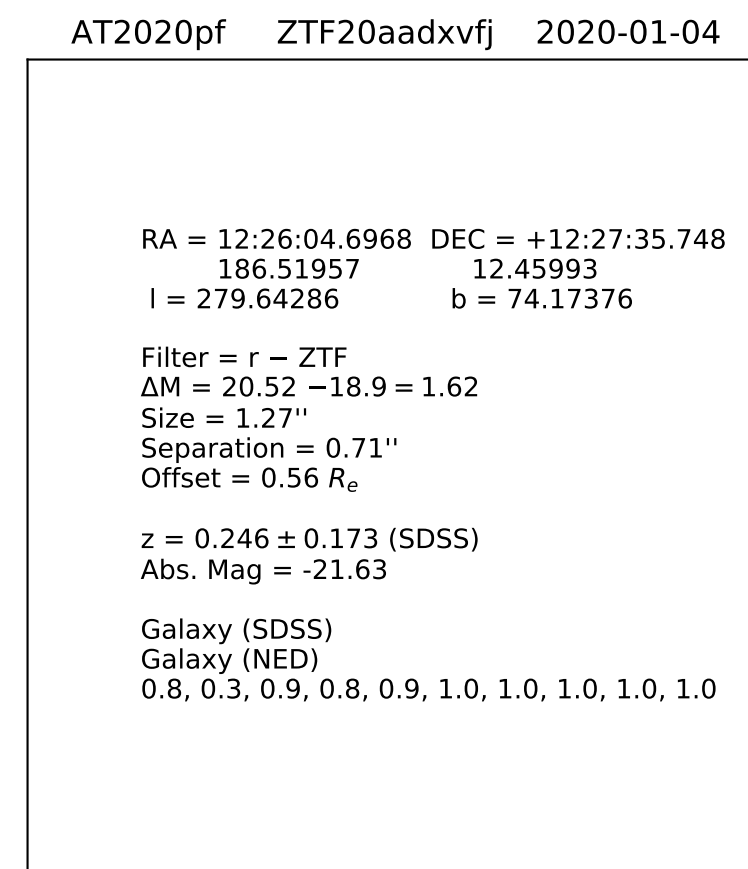 AT2020pf ZTF20aadxvfj 2020-01-04
RA = 12:26:04.6968 DEC = +12:27:35.748
186.51957 12.45993
l = 279.64286 b = 74.17376
Filter = r − ZTF
ΔM = 20.52 −18.9 = 1.62
Size = 1.27''
Separation = 0.71''
Offset = 0.56 Rₑ
z = 0.246 ± 0.173 (SDSS)
Abs. Mag = -21.63
Galaxy (SDSS)
Galaxy (NED)
0.8, 0.3, 0.9, 0.8, 0.9, 1.0, 1.0, 1.0, 1.0, 1.0